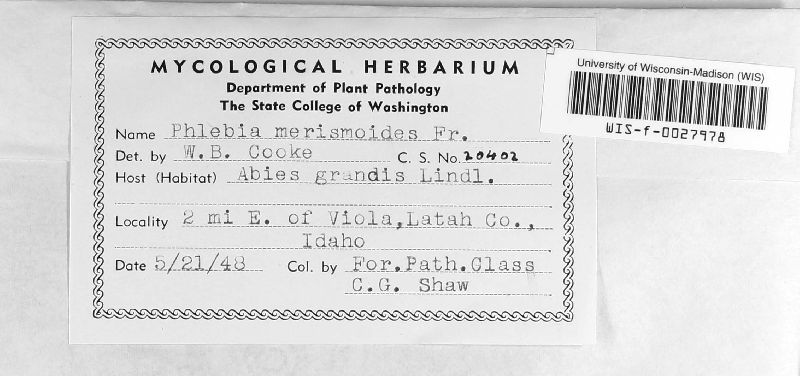 MYCOLOGICAL HERBARIUM
Department of Plant Pathology
The State College of Washington
Name Phlebia merismoides Fr.
Det. by W.B. Cooke C. S. No. 20402
Host (Habitat) Abies grandis Lindl.
Locality 2 mi E. of Viola, Latah Co.,
Idaho
Date 5/21/48 Col. by For. Path. Class
C.G. Shaw
University of Wisconsin-Madison (WIS)
WIS-f-0027978